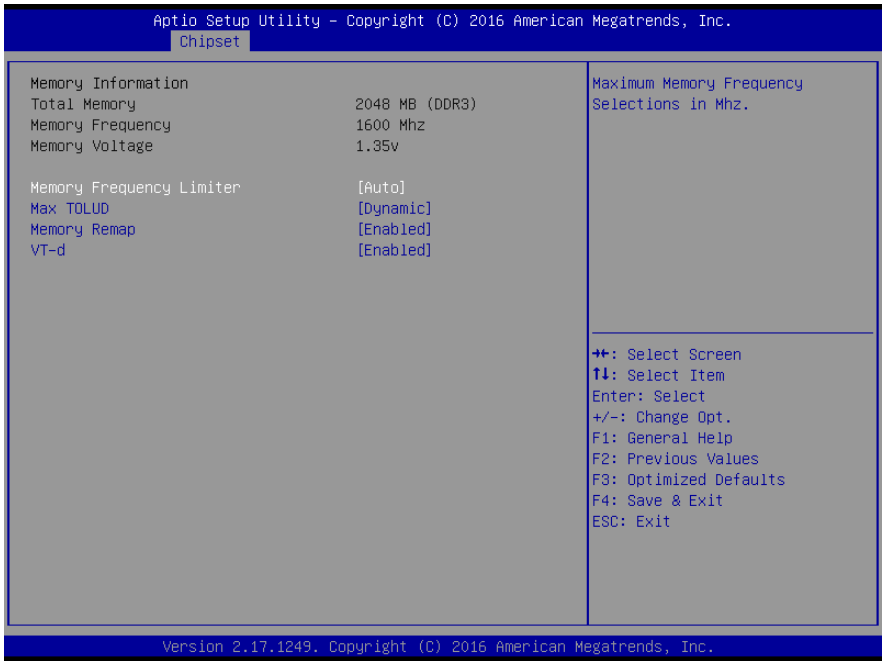 Aptio Setup Utility – Copyright (C) 2016 American Megatrends, Inc.
Chipset
Memory Information
Total Memory 2048 MB (DDR3)
Memory Frequency 1600 Mhz
Memory Voltage 1.35v
Memory Frequency Limiter [Auto]
Max TOLUD [Dynamic]
Memory Remap [Enabled]
VT-d [Enabled]
Maximum Memory Frequency
Selections in Mhz.
→←: Select Screen
↑↓: Select Item
Enter: Select
+/-: Change Opt.
F1: General Help
F2: Previous Values
F3: Optimized Defaults
F4: Save & Exit
ESC: Exit
Version 2.17.1249. Copyright (C) 2016 American Megatrends, Inc.